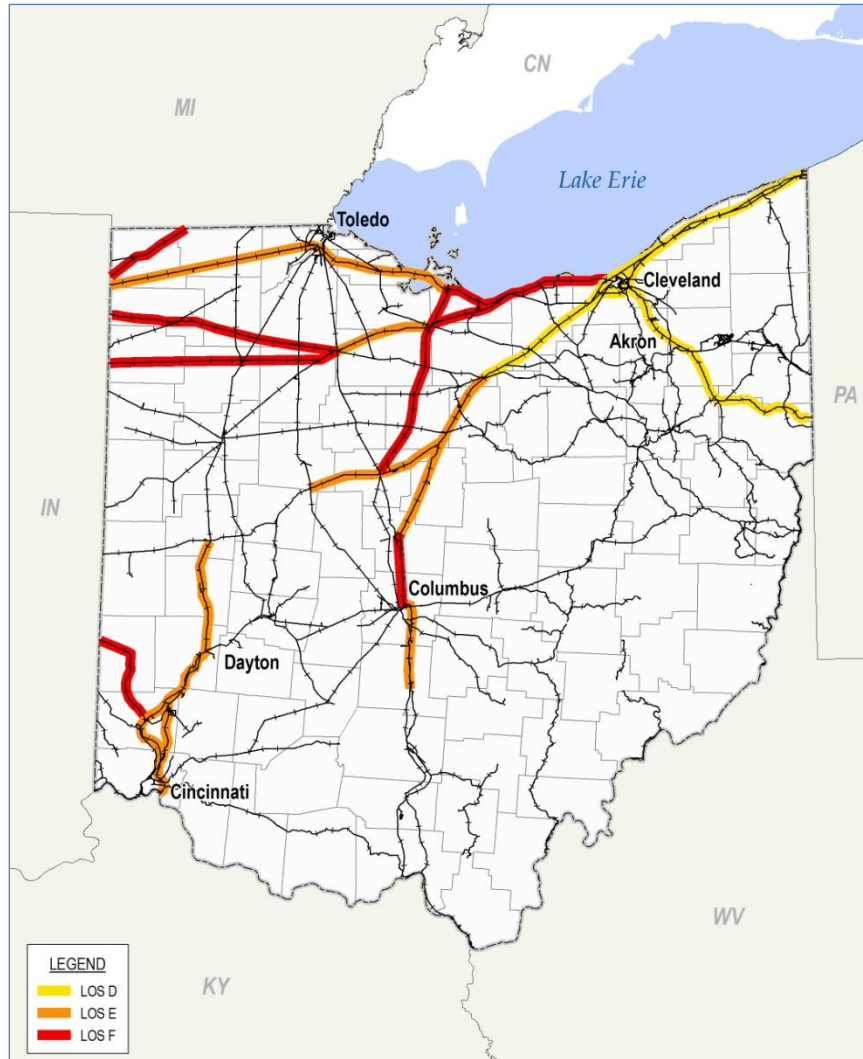 CN
MI
Lake Erie
Toledo
Cleveland
Akron
PA
IN
Columbus
Dayton
Cincinnati
WV
KY
LEGEND
LOS D
LOS E
LOS F